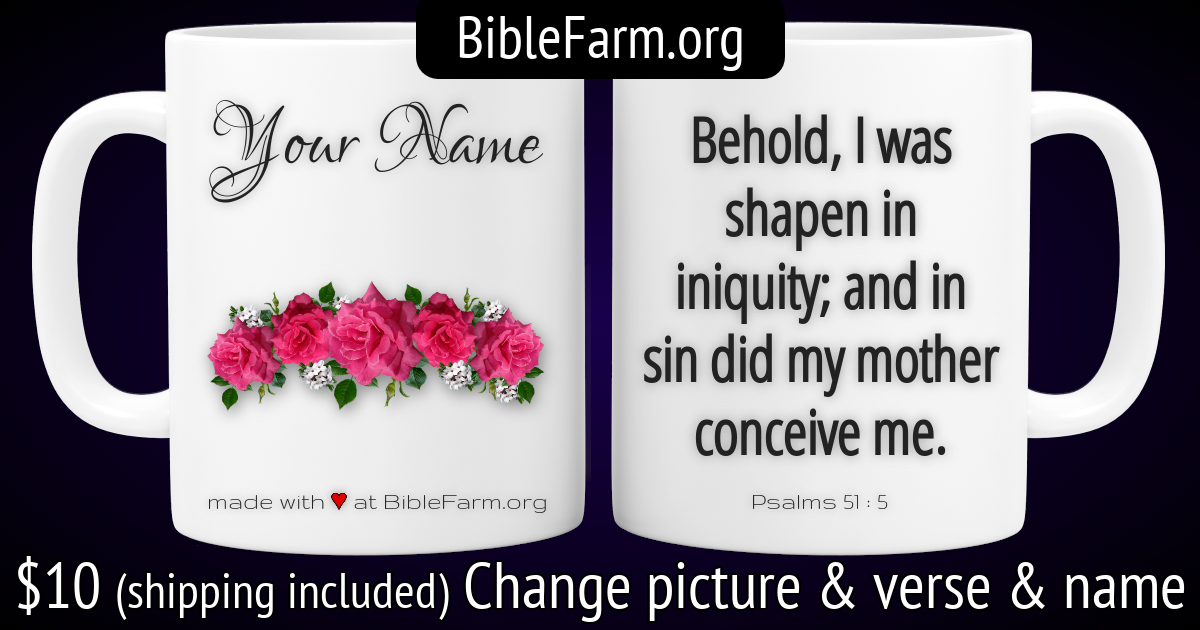 BibleFarm.org
Your Name
made with ♥ at BibleFarm.org
Behold, I was
shapen in
iniquity; and in
sin did my mother
conceive me.
Psalms 51 : 5
$10 (shipping included) Change picture & verse & name